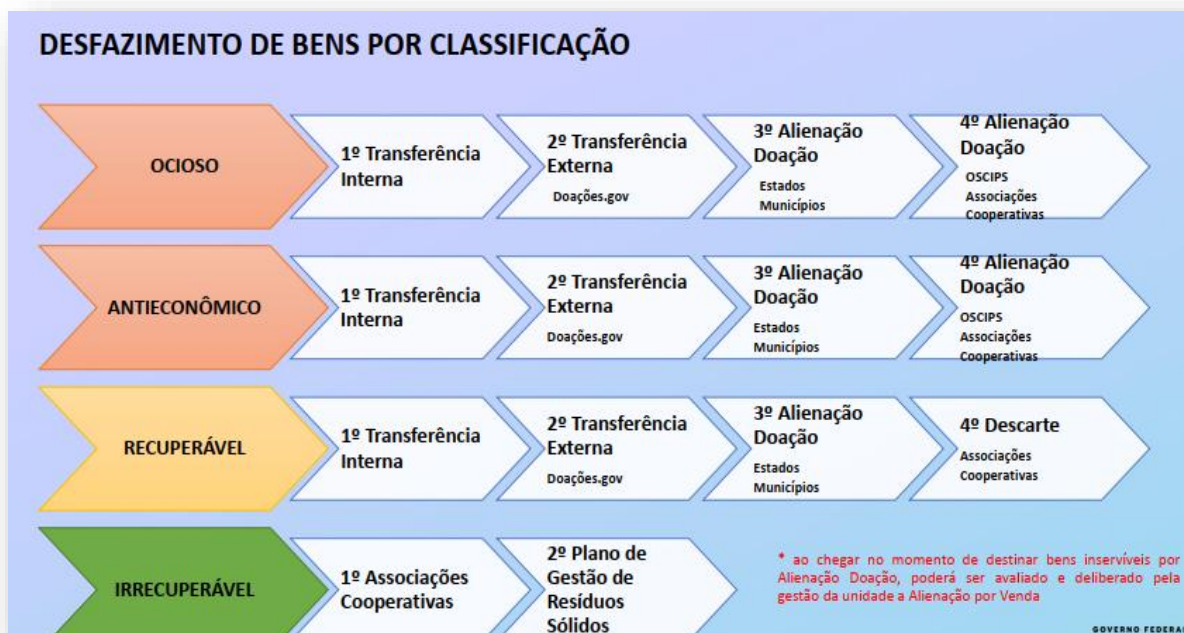 DESFAZIMENTO DE BENS POR CLASSIFICAÇÃO
OCIOSO
1º Transferência
Interna
2º Transferência
Externa
Doações.gov
3º Alienação
Doação
Estados
Municípios
4º Alienação
Doação
OSCIPS
Associações
Cooperativas
ANTIECONÔMICO
1º Transferência
Interna
2º Transferência
Externa
Doações.gov
3º Alienação
Doação
Estados
Municípios
4º Alienação
Doação
OSCIPS
Associações
Cooperativas
RECUPERÁVEL
1º Transferência
Interna
2º Transferência
Externa
Doações.gov
3º Alienação
Doação
Estados
Municípios
4º Descarte
Associações
Cooperativas
IRRECUPERÁVEL
1º Associações
Cooperativas
2º Plano de
Gestão de
Resíduos
Sólidos
* ao chegar no momento de destinar bens inservíveis por
Alienação Doação, poderá ser avaliado e deliberado pela
gestão da unidade a Alienação por Venda
GOVERNO FEDERAL